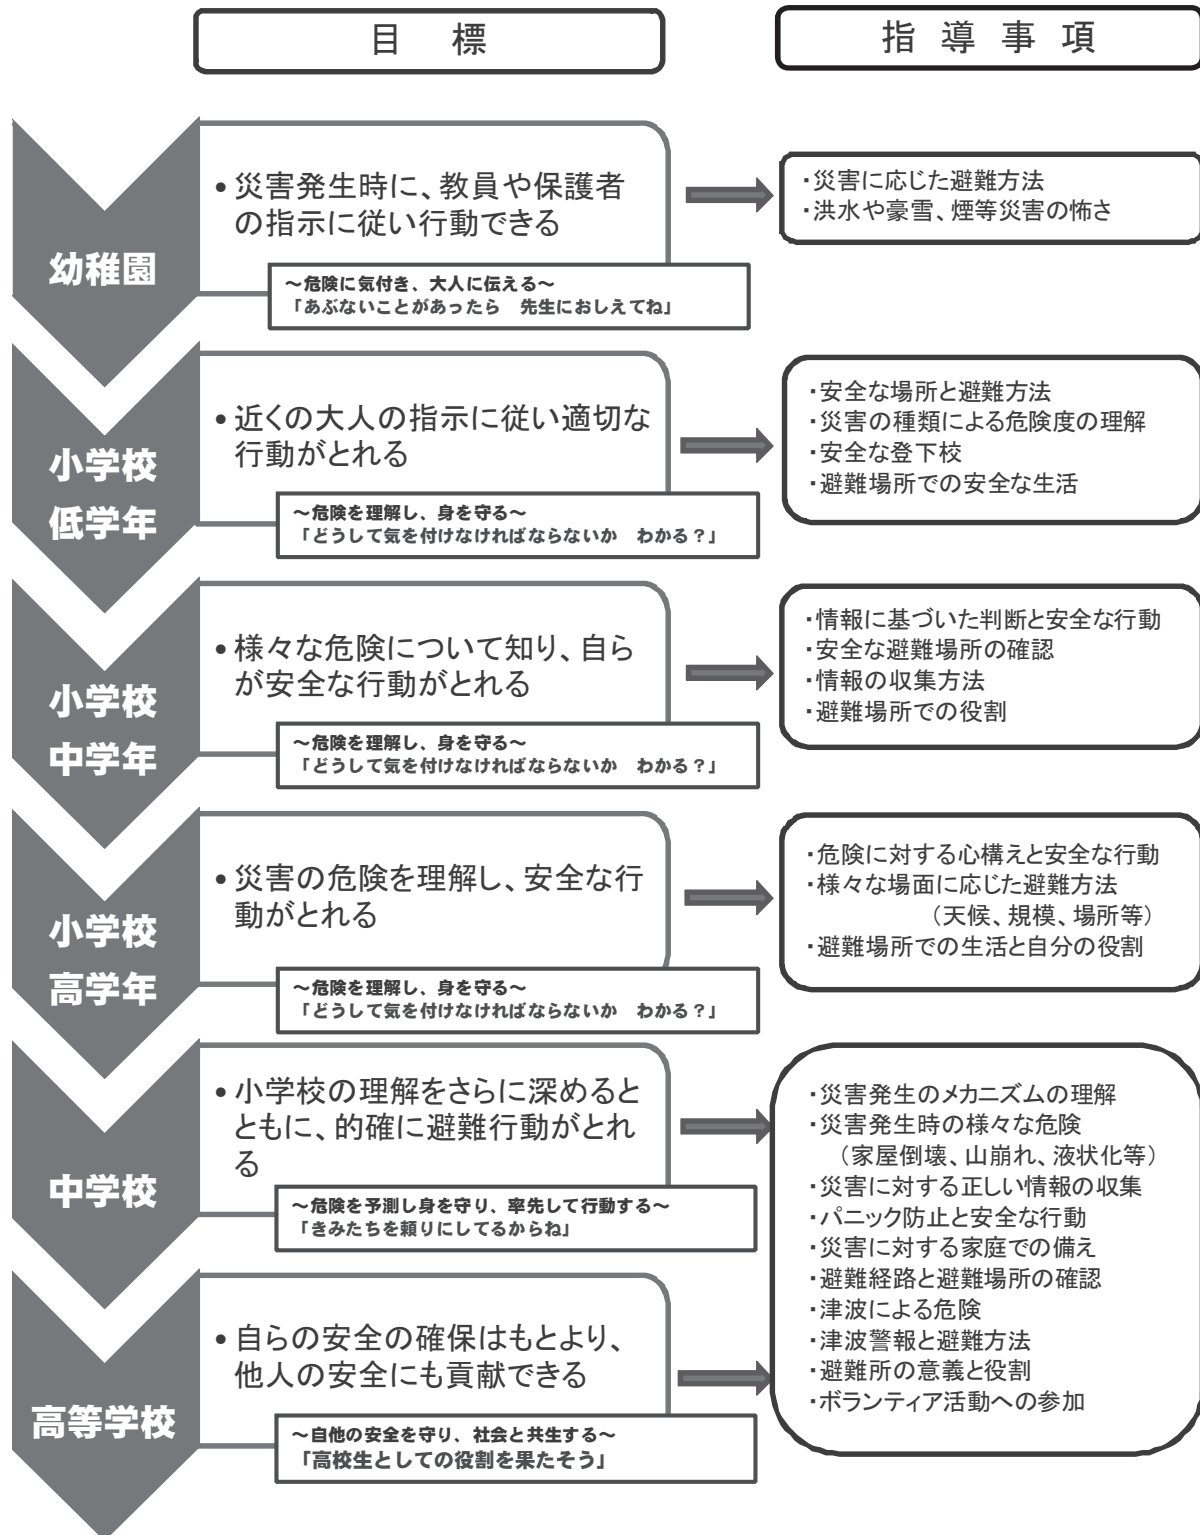 目　標
指 導 事 項
幼稚園
• 災害発生時に、教員や保護者
の指示に従い行動できる
～危険に気付き、大人に伝える～
「あぶないことがあったら　先生におしえてね」
・災害に応じた避難方法
・洪水や豪雪、煙等災害の怖さ
小学校
低学年
• 近くの大人の指示に従い適切な
行動がとれる
～危険を理解し、身を守る～
「どうして気を付けなければならないか　わかる？」
・安全な場所と避難方法
・災害の種類による危険度の理解
・安全な登下校
・避難場所での安全な生活
小学校
中学年
• 様々な危険について知り、自ら
が安全な行動がとれる
～危険を理解し、身を守る～
「どうして気を付けなければならないか　わかる？」
・情報に基づいた判断と安全な行動
・安全な避難場所の確認
・情報の収集方法
・避難場所での役割
小学校
高学年
• 災害の危険を理解し、安全な行
動がとれる
～危険を理解し、身を守る～
「どうして気を付けなければならないか　わかる？」
・危険に対する心構えと安全な行動
・様々な場面に応じた避難方法
（天候、規模、場所等）
・避難場所での生活と自分の役割
中学校
• 小学校の理解をさらに深めると
ともに、的確に避難行動がとれ
る
～危険を予測し身を守り、率先して行動する～
「きみたちを頼りにしてるからね」
高等学校
• 自らの安全の確保はもとより、
他人の安全にも貢献できる
～自他の安全を守り、社会と共生する～
「高校生としての役割を果たそう」
・災害発生のメカニズムの理解
・災害発生時の様々な危険
（家屋倒壊、山崩れ、液状化等）
・災害に対する正しい情報の収集
・パニック防止と安全な行動
・災害に対する家庭での備え
・避難経路と避難場所の確認
・津波による危険
・津波警報と避難方法
・避難所の意義と役割
・ボランティア活動への参加